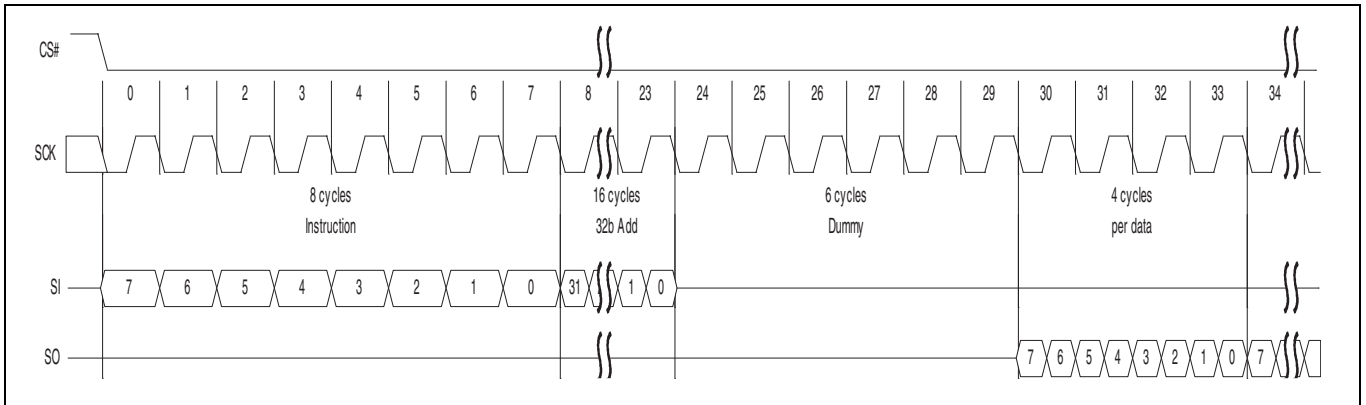 CS#
0 1 2 3 4 5 6 7 8 23 24 25 26 27 28 29 30 31 32 33 34
SCK
8 cycles 16 cycles 6 cycles 4 cycles
Instruction 32b Add Dummy per data
SI 7 6 5 4 3 2 1 0 31 1 0
SO 7 6 5 4 3 2 1 0 7